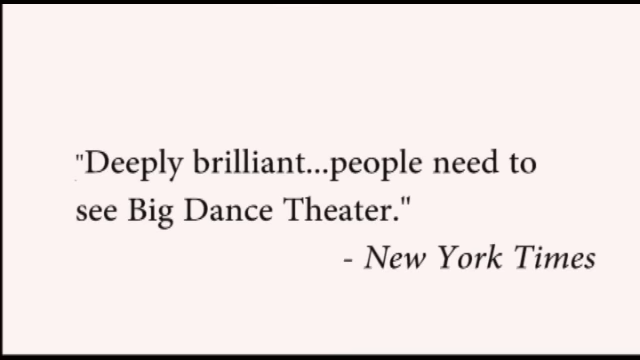 "Deeply brilliant...people need to
see Big Dance Theater."
- New York Times